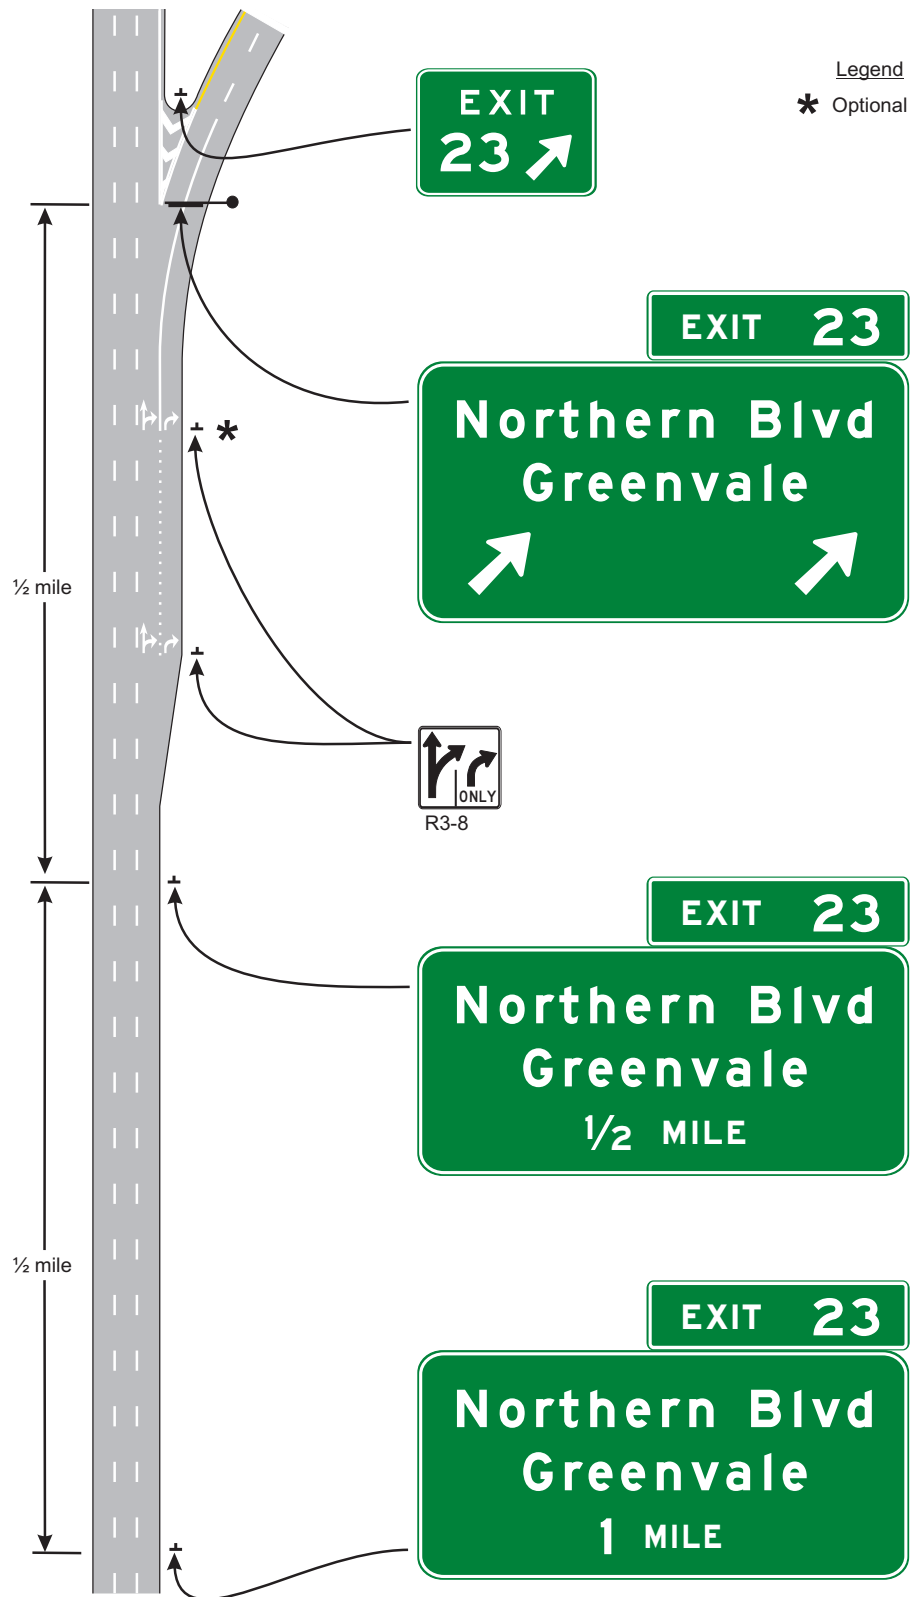 Legend
* Optional
EXIT
23
EXIT 23
Northern Blvd
Greenvale
*
½ mile
ONLY
R3-8
EXIT 23
Northern Blvd
Greenvale
½ MILE
½ mile
EXIT 23
Northern Blvd
Greenvale
1 MILE